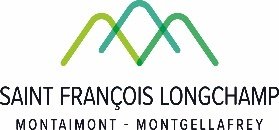 SAINT FRANÇOIS LONGCHAMP
MONTAIMONT - MONTGELLAFREY